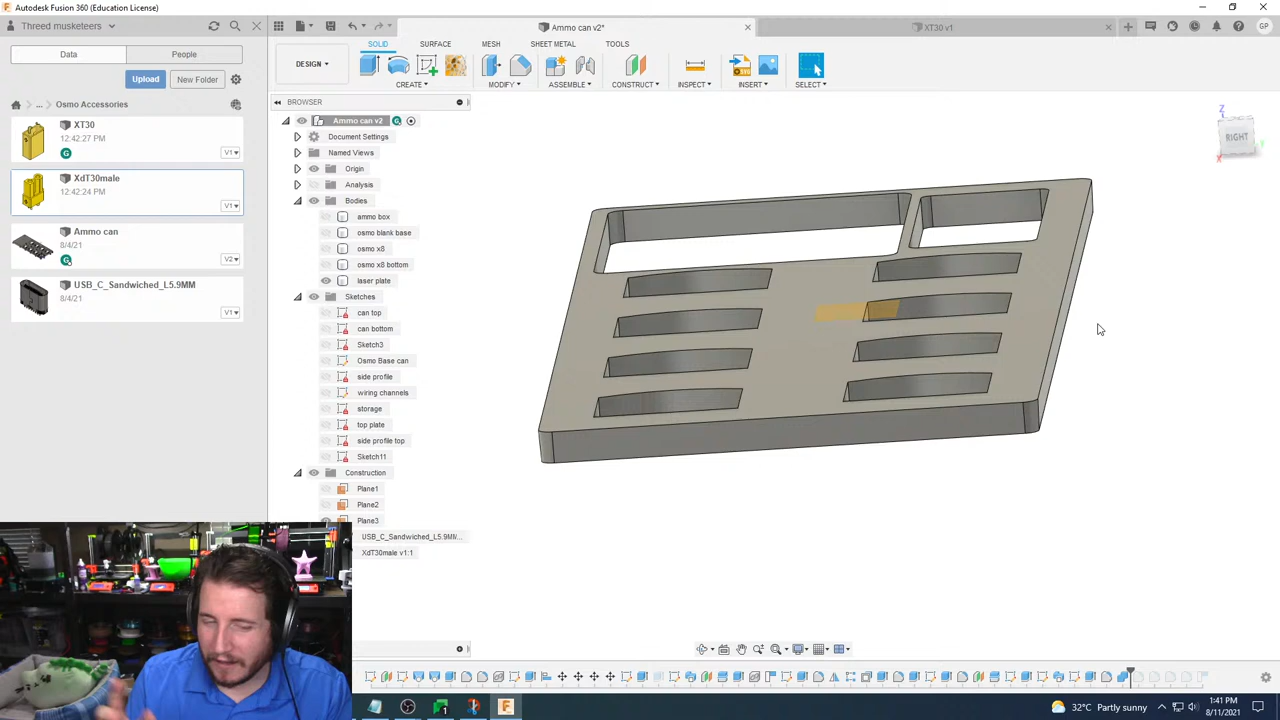 Autodesk Fusion 360 (Education License)
Threed musketeers
Ammo can v2*
XT30 v1
GP
Data
People
SOLID
SURFACE
MESH
SHEET METAL
TOOLS
DESIGN
Upload
New Folder
CREATE
MODIFY
ASSEMBLE
CONSTRUCT
INSPECT
INSERT
SELECT
... Osmo Accessories
BROWSER
XT30
12:42:27 PM
G
V1
XdT30male
12:42:24 PM
V1
Ammo can
8/4/21
G
V2
USB_C_Sandwiched_L5.9MM
8/4/21
V1
Ammo can v2
Document Settings
Named Views
Origin
Analysis
Bodies
ammo box
osmo blank base
osmo x8
osmo x8 bottom
laser plate
Sketches
can top
can bottom
Sketch3
Osmo Base can
side profile
wiring channels
storage
top plate
side profile top
Sketch11
Construction
Plane1
Plane2
Plane3
USB_C_Sandwiched_L5.9MM...
XdT30male v1:1
Z
RIGHT
X
32°C Partly sunny
1:41 PM
8/11/2021